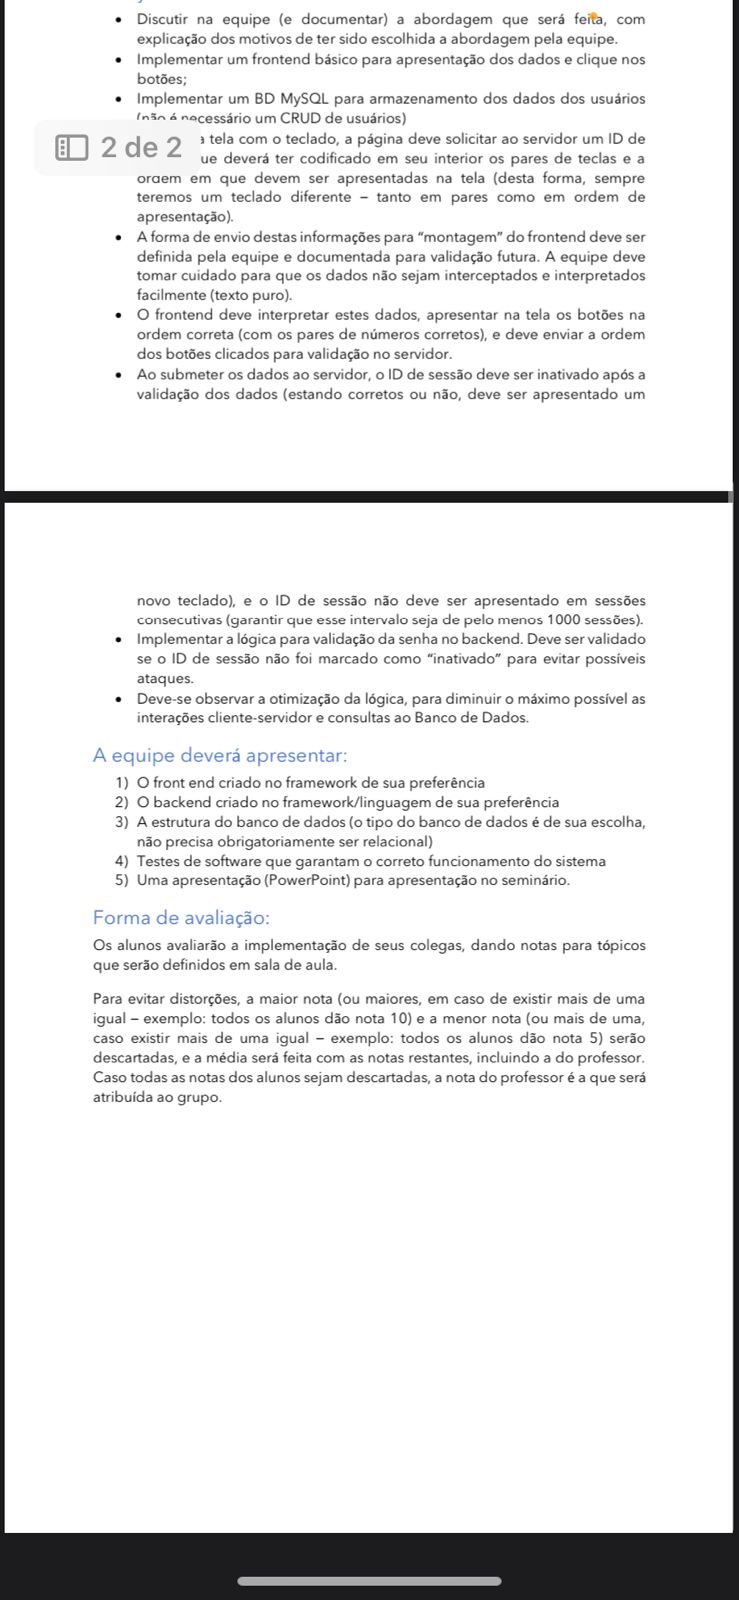 • Discutir na equipe (e documentar) a abordagem que será feita, com
explicação dos motivos de ter sido escolhida a abordagem pela equipe.
• Implementar um frontend básico para apresentação dos dados e clique nos
botões;
• Implementar um BD MySQL para armazenamento dos dados dos usuários
(não é necessário um CRUD de usuários)
2 de 2
a tela com o teclado, a página deve solicitar ao servidor um ID de
ue deverá ter codificado em seu interior os pares de teclas e a
ordem em que devem ser apresentadas na tela (desta forma, sempre
teremos um teclado diferente – tanto em pares como em ordem de
apresentação).
• A forma de envio destas informações para “montagem” do frontend deve ser
definida pela equipe e documentada para validação futura. A equipe deve
tomar cuidado para que os dados não sejam interceptados e interpretados
facilmente (texto puro).
• O frontend deve interpretar estes dados, apresentar na tela os botões na
ordem correta (com os pares de números corretos), e deve enviar a ordem
dos botões clicados para validação no servidor.
• Ao submeter os dados ao servidor, o ID de sessão deve ser inativado após a
validação dos dados (estando corretos ou não, deve ser apresentado um
novo teclado), e o ID de sessão não deve ser apresentado em sessões
consecutivas (garantir que esse intervalo seja de pelo menos 1000 sessões).
• Implementar a lógica para validação da senha no backend. Deve ser validado
se o ID de sessão não foi marcado como “inativado” para evitar possíveis
ataques.
• Deve-se observar a otimização da lógica, para diminuir o máximo possível as
interações cliente-servidor e consultas ao Banco de Dados.
A equipe deverá apresentar:
1) O front end criado no framework de sua preferência
2) O backend criado no framework/linguagem de sua preferência
3) A estrutura do banco de dados (o tipo do banco de dados é de sua escolha,
não precisa obrigatoriamente ser relacional)
4) Testes de software que garantam o correto funcionamento do sistema
5) Uma apresentação (PowerPoint) para apresentação no seminário.
Forma de avaliação:
Os alunos avaliarão a implementação de seus colegas, dando notas para tópicos
que serão definidos em sala de aula.
Para evitar distorções, a maior nota (ou maiores, em caso de existir mais de uma
igual – exemplo: todos os alunos dão nota 10) e a menor nota (ou mais de uma,
caso existir mais de uma igual – exemplo: todos os alunos dão nota 5) serão
descartadas, e a média será feita com as notas restantes, incluindo a do professor.
Caso todas as notas dos alunos sejam descartadas, a nota do professor é a que será
atribuída ao grupo.